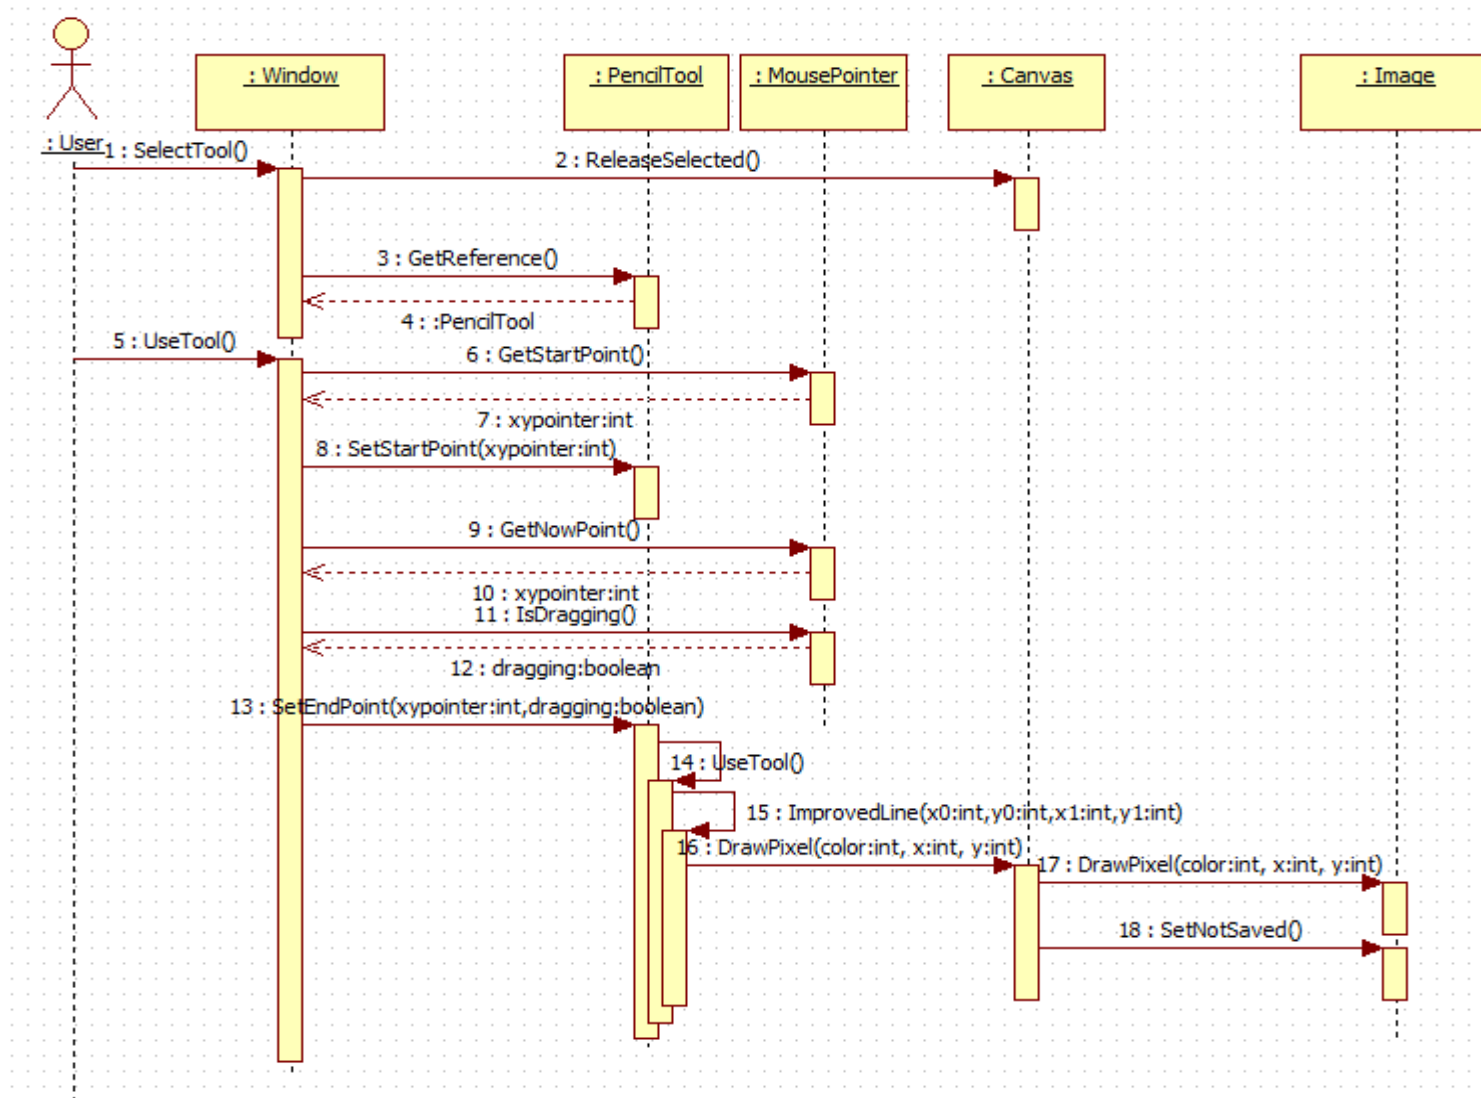 : Window
: PencilTool
: MousePointer
: Canvas
: Image
: User
1 : SelectTool()
2 : ReleaseSelected()
3 : GetReference()
4 : :PencilTool
5 : UseTool()
6 : GetStartPoint()
7 : xypointer:int
8 : SetStartPoint(xypointer:int)
9 : GetNowPoint()
10 : xypointer:int
11 : IsDragging()
12 : dragging:boolean
13 : SetEndPoint(xypointer:int,dragging:boolean)
14 : UseTool()
15 : ImprovedLine(x0:int,y0:int,x1:int,y1:int)
16 : DrawPixel(color:int, x:int, y:int)
17 : DrawPixel(color:int, x:int, y:int)
18 : SetNotSaved()